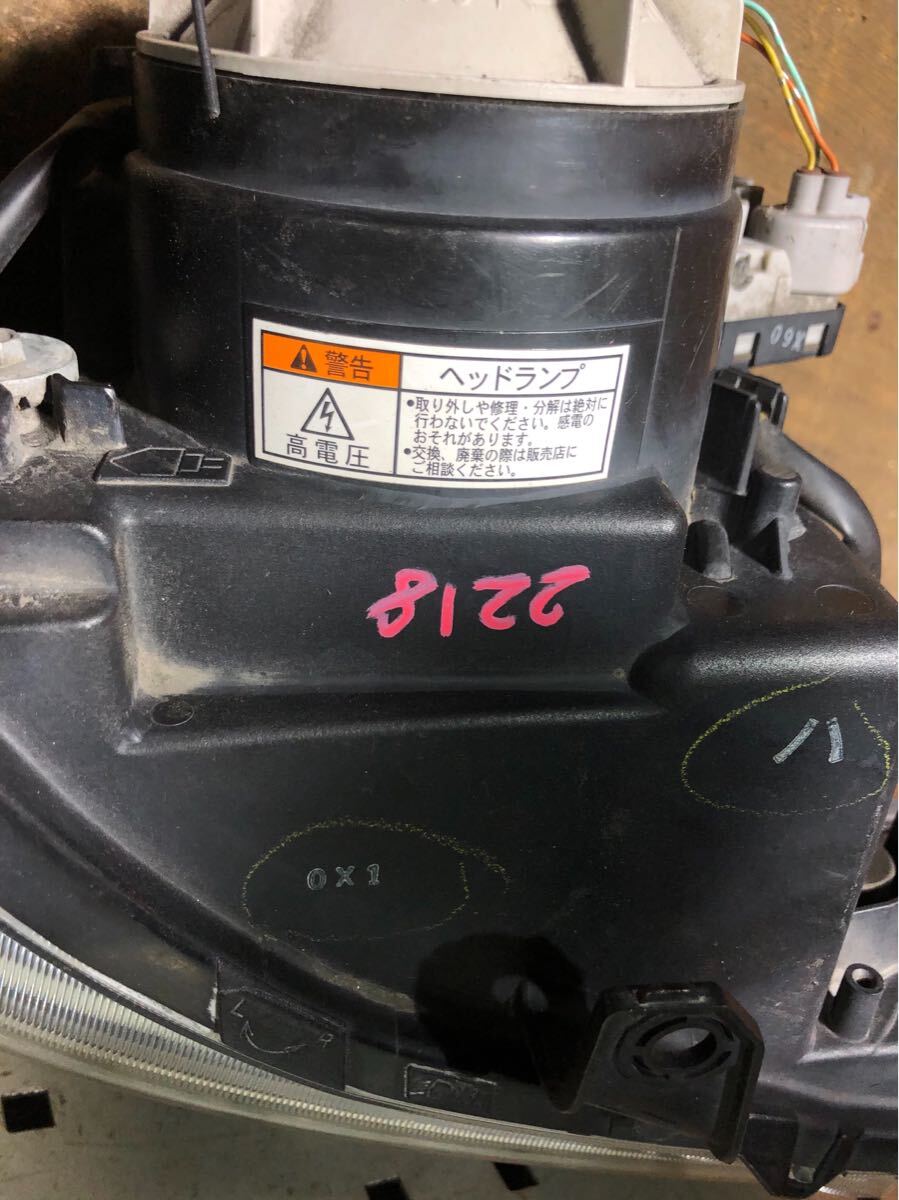 警告
ヘッドランプ
高電圧
•取り外しや修理・分解は絶対に
行わないでください。感電の
おそれがあります。
•交換、廃棄の際は販売店に
ご相談ください。
2218
ハ
0X1
09X
L
R